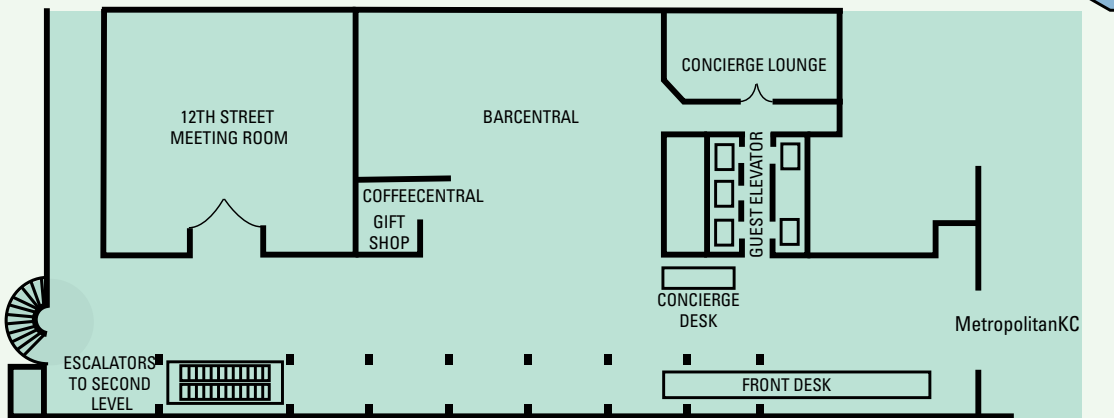 12TH STREET
MEETING ROOM
BARCENTRAL
CONCIERGE LOUNGE
GUEST ELEVATOR
COFFEECENTRAL
GIFT
SHOP
CONCIERGE
DESK
MetropolitanKC
ESCALATORS
TO SECOND
LEVEL
FRONT DESK